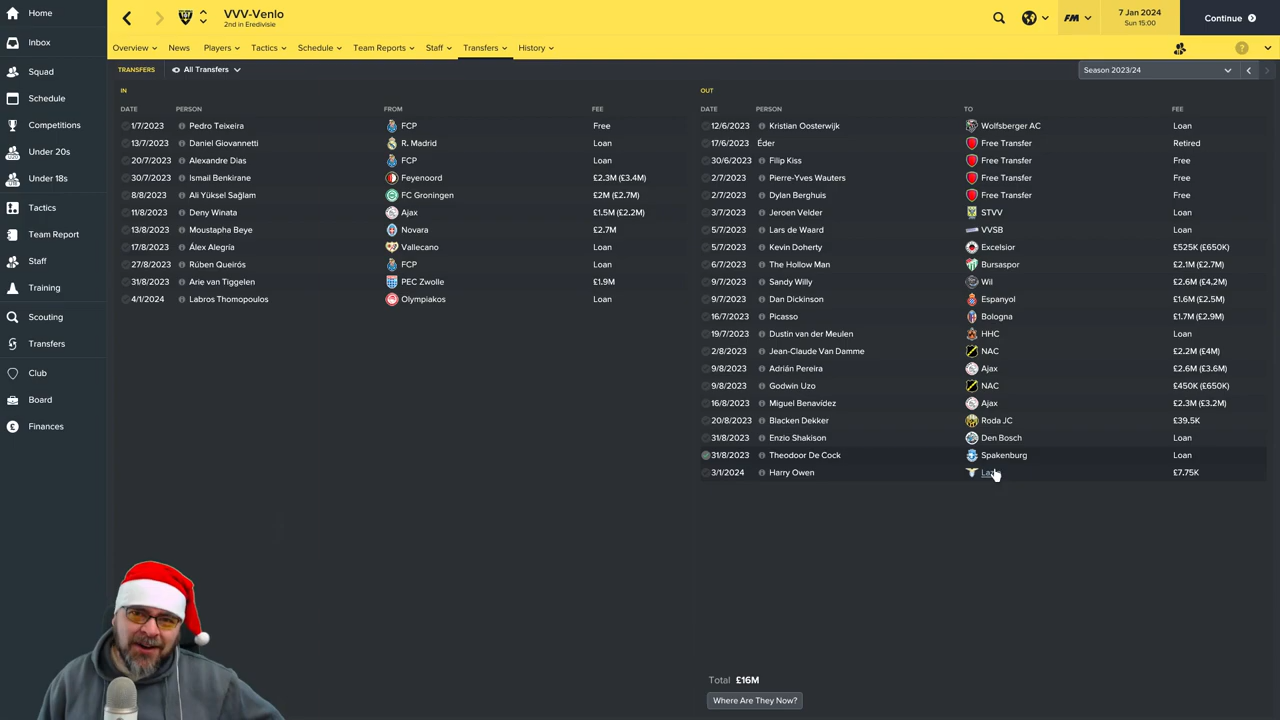 Home
Inbox
Squad
Schedule
Competitions
Under 20s
Under 18s
Tactics
Team Report
Staff
Training
Scouting
Transfers
Club
Board
Finances
VVV-Venlo
2nd in Eredivisie
FM
7 Jan 2024
Sun 15:00
Continue
Overview News Players Tactics Schedule Team Reports Staff Transfers History
TRANSFERS All Transfers
Season 2023/24
IN
DATE PERSON FROM FEE
1/7/2023 Pedro Teixeira FCP Free
13/7/2023 Daniel Giovannetti R. Madrid Loan
20/7/2023 Alexandre Dias FCP Loan
30/7/2023 Ismail Benkirane Feyenoord £2.3M (£3.4M)
8/8/2023 Ali Yüksel Sağlam FC Groningen £2M (£2.7M)
11/8/2023 Deny Winata Ajax £1.5M (£2.2M)
13/8/2023 Moustapha Beye Novara £2.7M
17/8/2023 Álex Alegría Vallecano Loan
27/8/2023 Rúben Queirós FCP Loan
31/8/2023 Arie van Tiggelen PEC Zwolle £1.9M
4/1/2024 Labros Thomopoulos Olympiakos Loan
OUT
DATE PERSON TO FEE
12/6/2023 Kristian Oosterwijk Wolfsberger AC Loan
17/6/2023 Éder Free Transfer Retired
30/6/2023 Filip Kiss Free Transfer Free
2/7/2023 Pierre-Yves Wauters Free Transfer Free
2/7/2023 Dylan Berghuis Free Transfer Free
3/7/2023 Jeroen Velder STVV Loan
5/7/2023 Lars de Waard VVSB Loan
5/7/2023 Kevin Doherty Excelsior £525K (£650K)
6/7/2023 The Hollow Man Bursaspor £2.1M (£2.7M)
9/7/2023 Sandy Willy Wil £2.6M (£4.2M)
9/7/2023 Dan Dickinson Espanyol £1.6M (£2.5M)
16/7/2023 Picasso Bologna £1.7M (£2.9M)
19/7/2023 Dustin van der Meulen HHC Loan
2/8/2023 Jean-Claude Van Damme NAC £2.2M (£4M)
9/8/2023 Adrián Pereira Ajax £2.6M (£3.6M)
9/8/2023 Godwin Uzo NAC £450K (£650K)
16/8/2023 Miguel Benavídez Ajax £2.3M (£3.2M)
20/8/2023 Blacken Dekker Roda JC £39.5K
31/8/2023 Enzio Shakison Den Bosch Loan
31/8/2023 Theodoor De Cock Spakenburg Loan
3/1/2024 Harry Owen £7.75K
Total £16M
Where Are They Now?